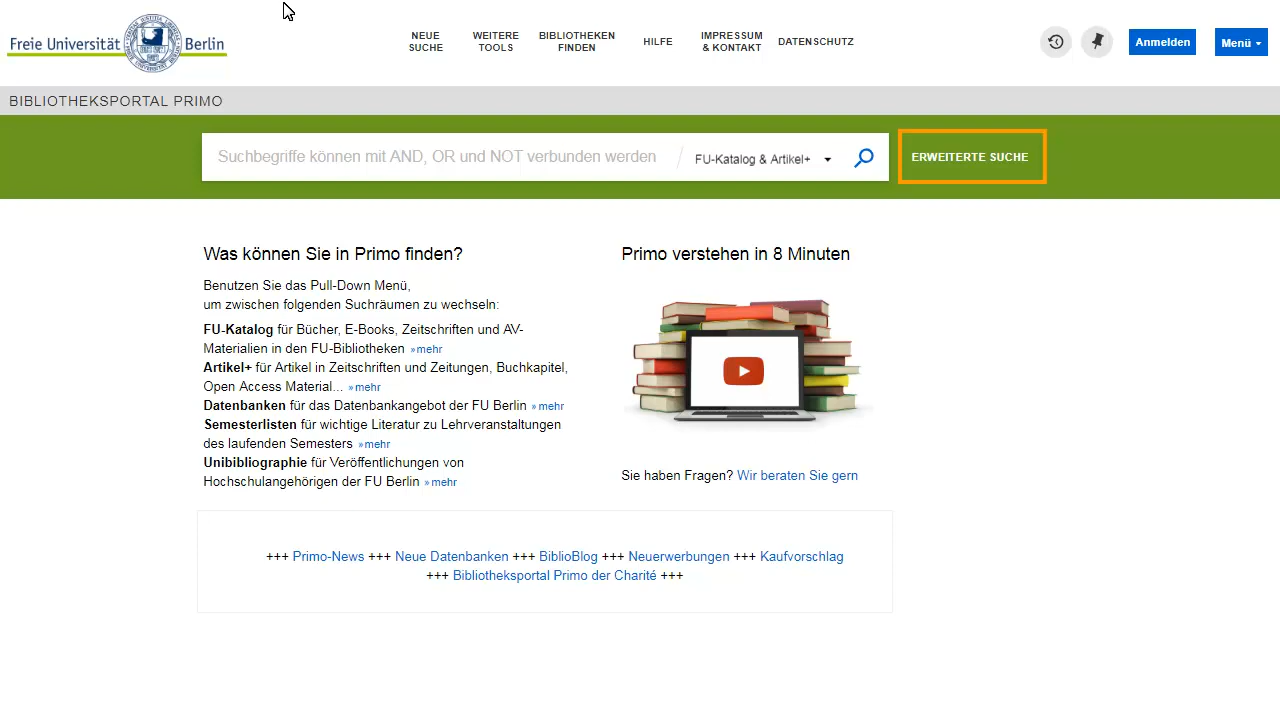 Freie Universität Berlin
NEUE SUCHE
WEITERE TOOLS
BIBLIOTHEKEN FINDEN
HILFE
IMPRESSUM & KONTAKT
DATENSCHUTZ
Anmelden
Menü
BIBLIOTHEKSPORTAL PRIMO
Suchbegriffe können mit AND, OR und NOT verbunden werden
FU-Katalog & Artikel+
ERWEITERTE SUCHE
Was können Sie in Primo finden?
Benutzen Sie das Pull-Down Menü,
um zwischen folgenden Suchräumen zu wechseln:
FU-Katalog für Bücher, E-Books, Zeitschriften und AV-
Materialien in den FU-Bibliotheken »mehr
Artikel+ für Artikel in Zeitschriften und Zeitungen, Buchkapitel,
Open Access Material... »mehr
Datenbanken für das Datenbankangebot der FU Berlin »mehr
Semesterlisten für wichtige Literatur zu Lehrveranstaltungen
des laufenden Semesters »mehr
Unibibliographie für Veröffentlichungen von
Hochschulangehörigen der FU Berlin »mehr
Primo verstehen in 8 Minuten
Sie haben Fragen? Wir beraten Sie gern
+++ Primo-News +++ Neue Datenbanken +++ BiblioBlog +++ Neuerwerbungen +++ Kaufvorschlag
+++ Bibliotheksportal Primo der Charité +++